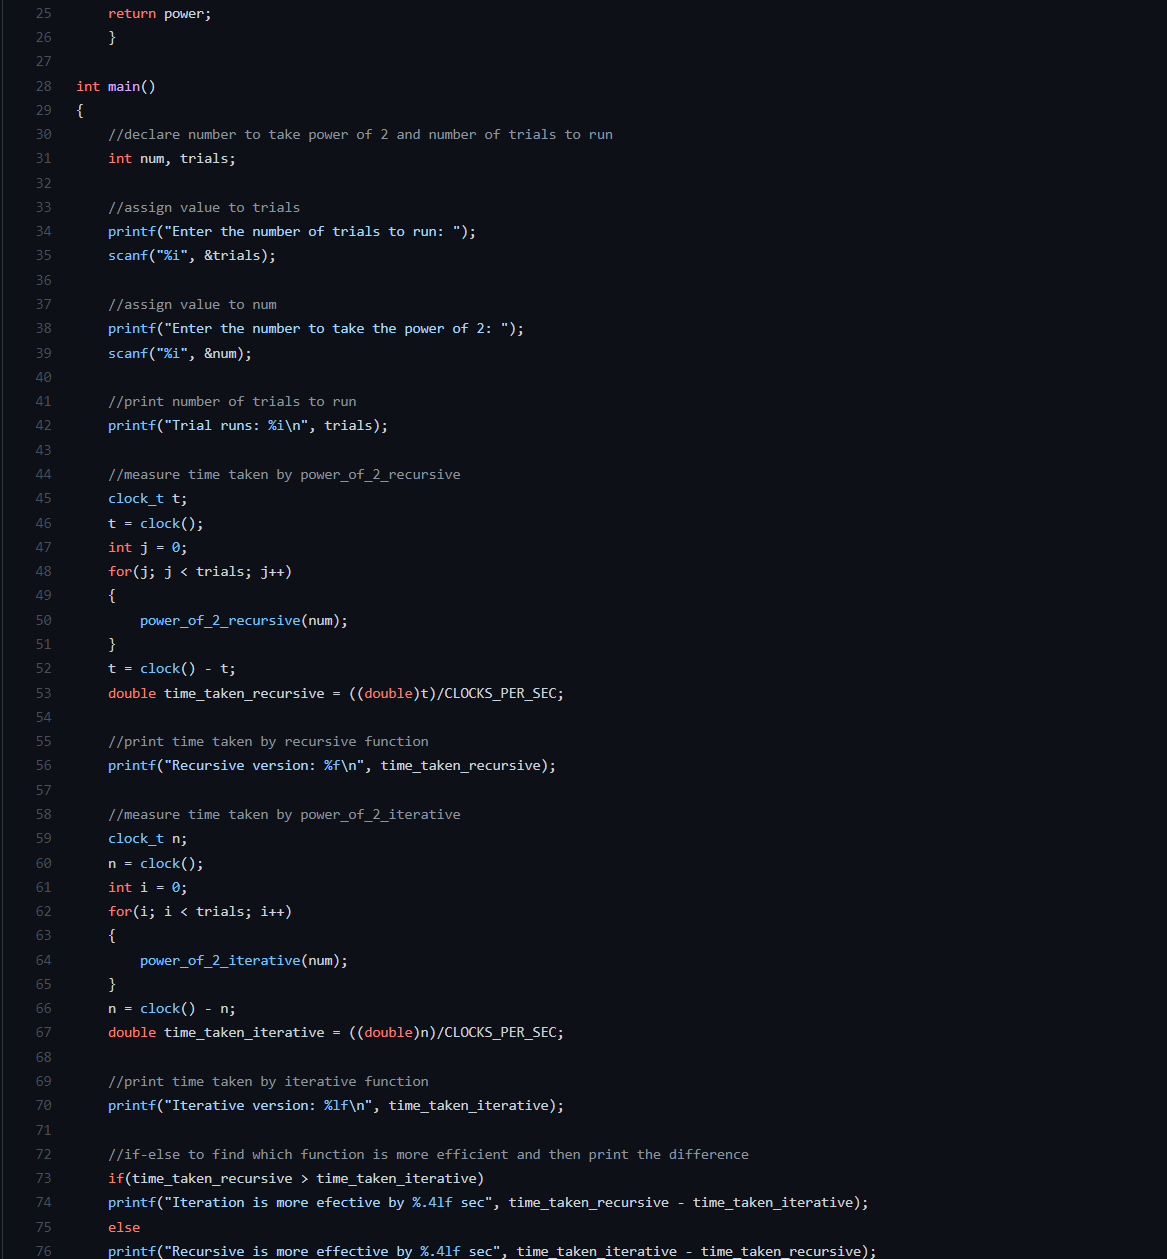 25 return power;
26 }
27
28 int main()
29 {
30 //declare number to take power of 2 and number of trials to run
31 int num, trials;
32
33 //assign value to trials
34 printf("Enter the number of trials to run: ");
35 scanf("%i", &trials);
36
37 //assign value to num
38 printf("Enter the number to take the power of 2: ");
39 scanf("%i", &num);
40
41 //print number of trials to run
42 printf("Trial runs: %i\n", trials);
43
44 //measure time taken by power_of_2_recursive
45 clock_t t;
46 t = clock();
47 int j = 0;
48 for(j; j < trials; j++)
49 {
50 power_of_2_recursive(num);
51 }
52 t = clock() - t;
53 double time_taken_recursive = ((double)t)/CLOCKS_PER_SEC;
54
55 //print time taken by recursive function
56 printf("Recursive version: %f\n", time_taken_recursive);
57
58 //measure time taken by power_of_2_iterative
59 clock_t n;
60 n = clock();
61 int i = 0;
62 for(i; i < trials; i++)
63 {
64 power_of_2_iterative(num);
65 }
66 n = clock() - n;
67 double time_taken_iterative = ((double)n)/CLOCKS_PER_SEC;
68
69 //print time taken by iterative function
70 printf("Iterative version: %lf\n", time_taken_iterative);
71
72 //if-else to find which function is more efficient and then print the difference
73 if(time_taken_recursive > time_taken_iterative)
74 printf("Iteration is more efective by %.4lf sec", time_taken_recursive - time_taken_iterative);
75 else
76 printf("Recursive is more effective by %.4lf sec", time_taken_iterative - time_taken_recursive);